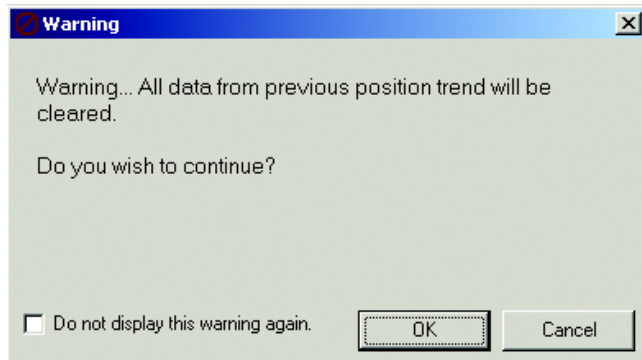 Warning
Warning... All data from previous position trend will be
cleared.
Do you wish to continue?
Do not display this warning again.
OK
Cancel